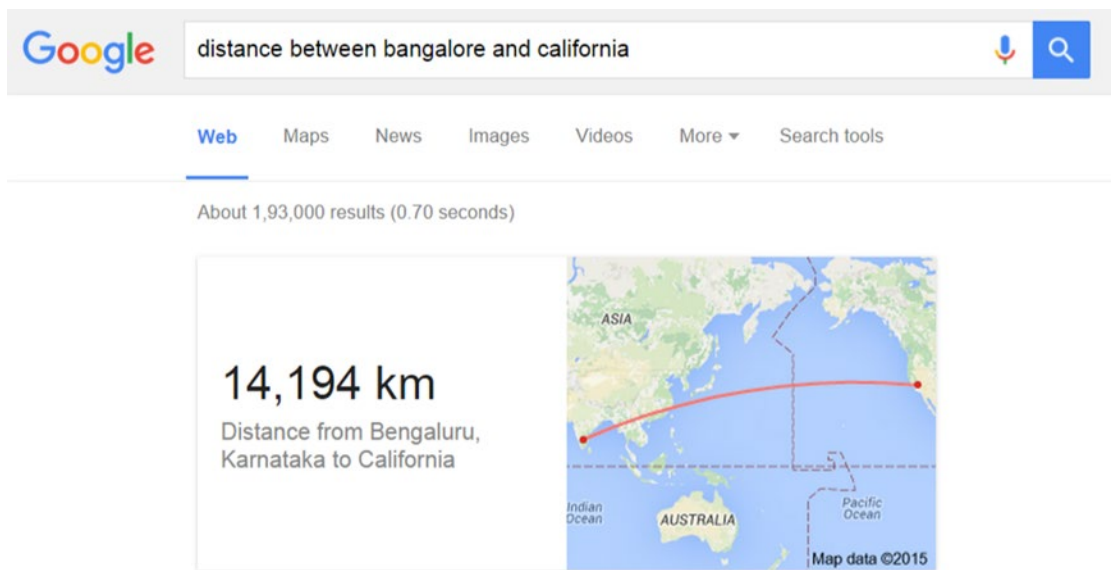 Google
distance between bangalore and california
Web Maps News Images Videos More Search tools
About 1,93,000 results (0.70 seconds)
14,194 km
Distance from Bengaluru,
Karnataka to California
ASIA
Indian
Ocean
AUSTRALIA
Pacific
Ocean
Map data ©2015